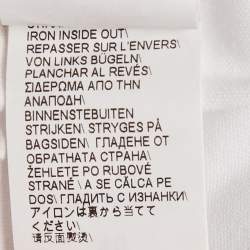 IRON INSIDE OUT\
REPASSER SUR L'ENVERS\
VON LINKS BÜGELN\
PLANCHAR AL REVÉS\
ΣΙΔΕΡΩΜΑ ΑΠΟ ΤΗΝ
ΑΝΑΠΟΔΗ\
BINNENSTEBUITEN
STRIJKEN\ STRYGES PÅ
BAGSIDEN\ ГЛАДЕНЕ ОТ
ОБРАТНАТА СТРАНА\
ŽEHLETE PO RUBOVÉ
STRANĚ \ A SE CĂLCA PE
DOS\ ГЛАДИТЬ С ИЗНАНКИ\
アイロンは裏から当てて
ください\
请反面熨烫\